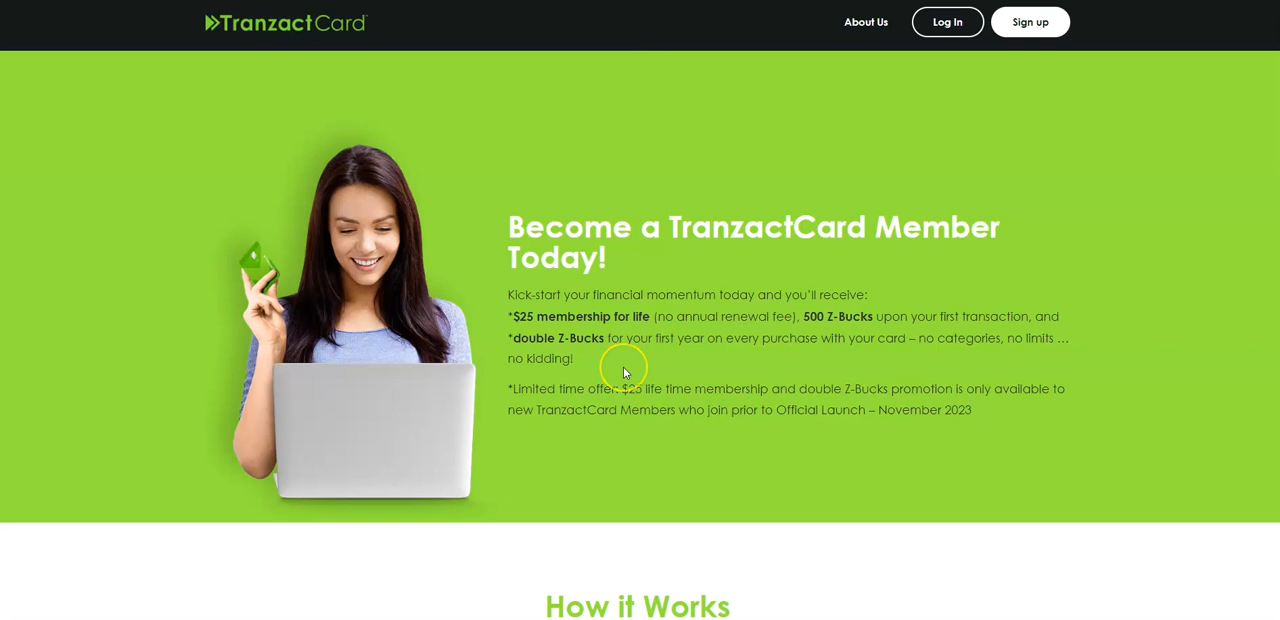 TranzactCard
About Us
Log In
Sign up
Become a TranzactCard Member
Today!
Kick-start your financial momentum today and you'll receive:
*$25 membership for life (no annual renewal fee), 500 Z-Bucks upon your first transaction, and
*double Z-Bucks for your first year on every purchase with your card – no categories, no limits ...
no kidding!
*Limited time offer: $25 life time membership and double Z-Bucks promotion is only available to
new TranzactCard Members who join prior to Official Launch – November 2023
How it Works